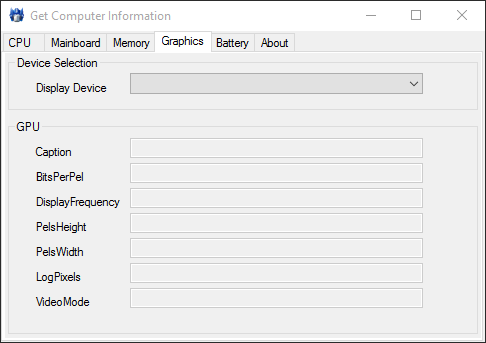 Get Computer Information
CPU Mainboard Memory Graphics Battery About
Device Selection
Display Device
GPU
Caption
BitsPerPel
DisplayFrequency
PelsHeight
PelsWidth
LogPixels
VideoMode